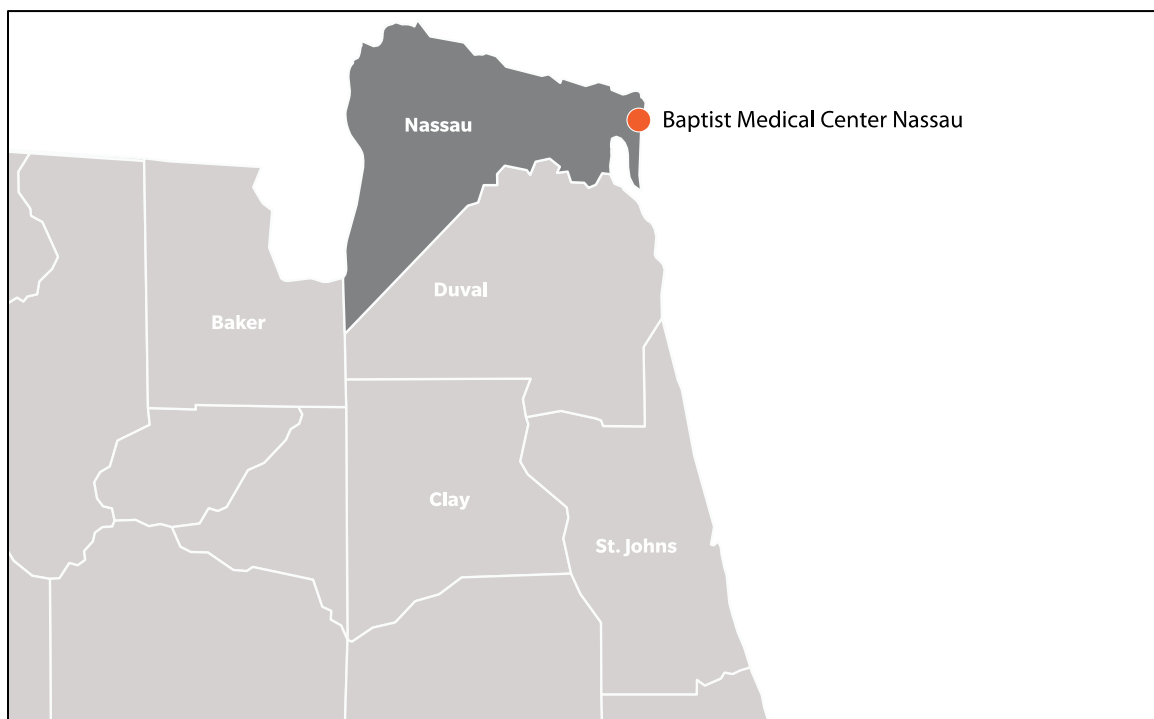 Nassau
Baptist Medical Center Nassau
Duval
Baker
Clay
St. Johns